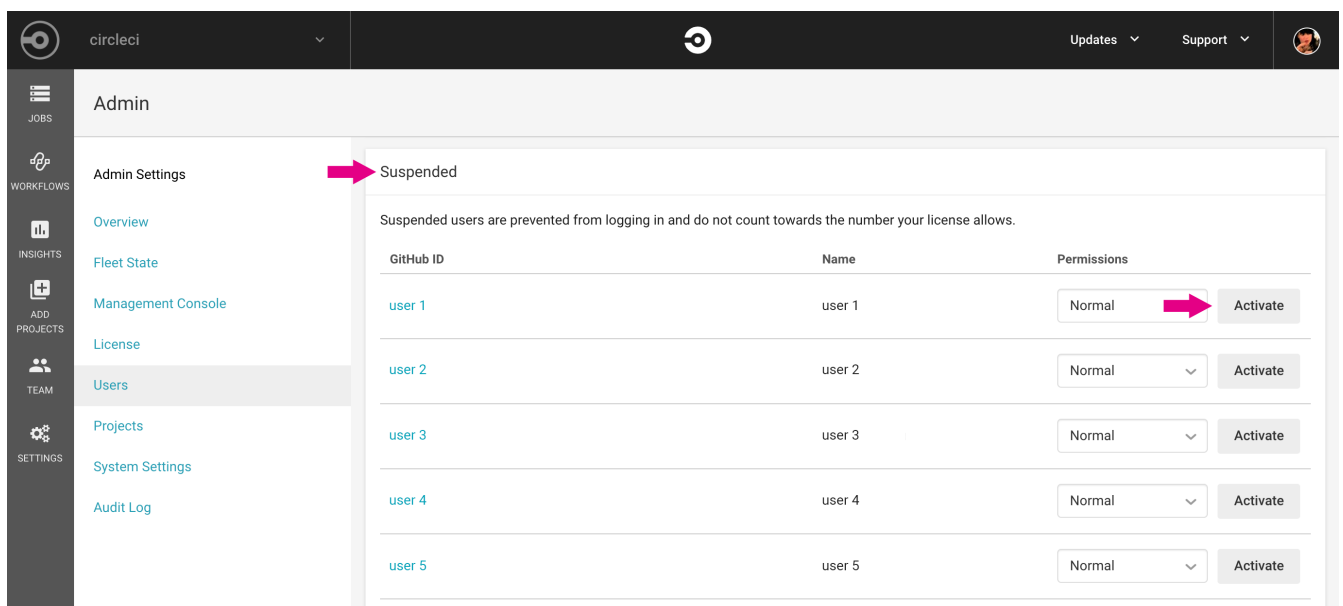 circleci
Updates
Support
JOBS
WORKFLOWS
INSIGHTS
ADD
PROJECTS
TEAM
SETTINGS
Admin
Admin Settings
Overview
Fleet State
Management Console
License
Users
Projects
System Settings
Audit Log
Suspended
Suspended users are prevented from logging in and do not count towards the number your license allows.
GitHub ID Name Permissions
user 1 user 1 Normal Activate
user 2 user 2 Normal Activate
user 3 user 3 Normal Activate
user 4 user 4 Normal Activate
user 5 user 5 Normal Activate